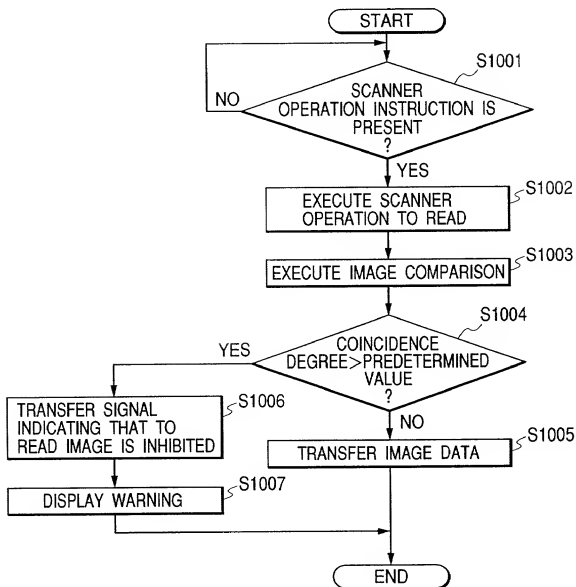 START
S1001
SCANNER
OPERATION INSTRUCTION IS
PRESENT
?
NO
YES
S1002
EXECUTE SCANNER
OPERATION TO READ
S1003
EXECUTE IMAGE COMPARISON
S1004
COINCIDENCE
DEGREE>PREDETERMINED
VALUE
?
YES
NO
S1006
TRANSFER SIGNAL
INDICATING THAT TO
READ IMAGE IS INHIBITED
S1005
TRANSFER IMAGE DATA
S1007
DISPLAY WARNING
END